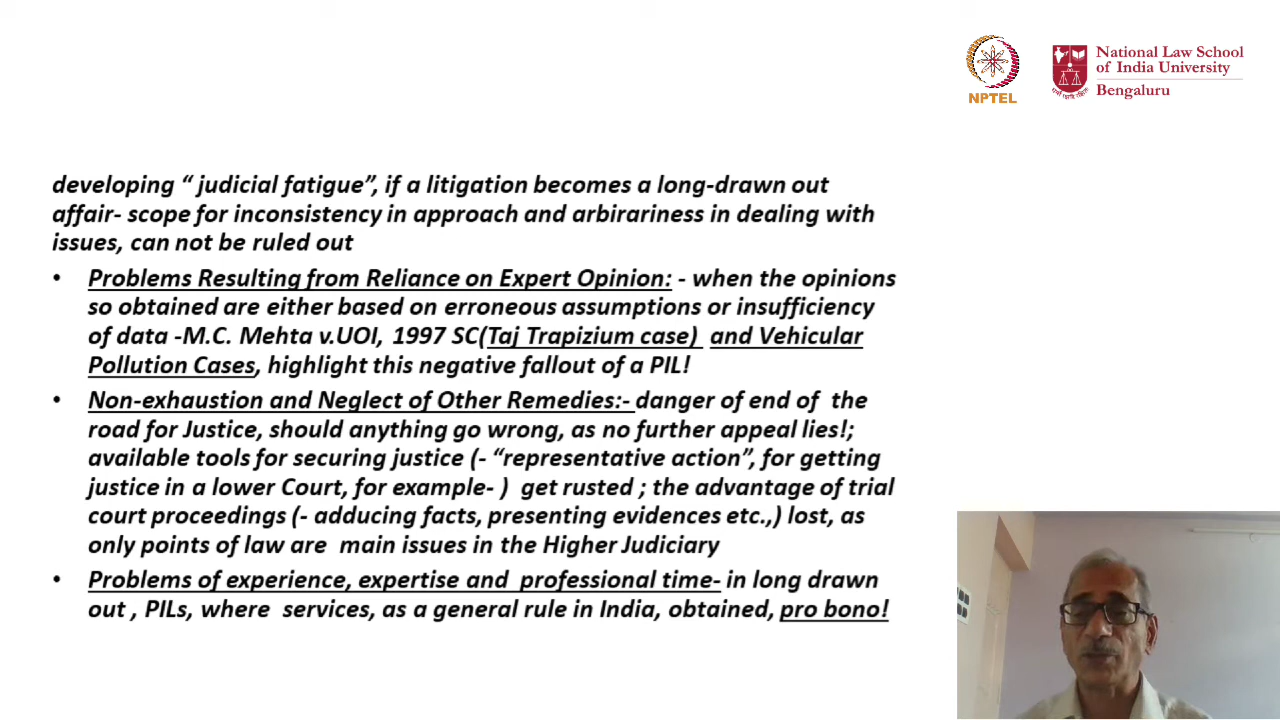 NPTEL
National Law School
of India University
Bengaluru
developing “ judicial fatigue”, if a litigation becomes a long-drawn out
affair- scope for inconsistency in approach and arbirariness in dealing with
issues, can not be ruled out
• Problems Resulting from Reliance on Expert Opinion: - when the opinions
so obtained are either based on erroneous assumptions or insufficiency
of data -M.C. Mehta v.UOI, 1997 SC(Taj Trapizium case) and Vehicular
Pollution Cases, highlight this negative fallout of a PIL!
• Non-exhaustion and Neglect of Other Remedies:- danger of end of the
road for Justice, should anything go wrong, as no further appeal lies!;
available tools for securing justice (- “representative action”, for getting
justice in a lower Court, for example- ) get rusted ; the advantage of trial
court proceedings (- adducing facts, presenting evidences etc.,) lost, as
only points of law are main issues in the Higher Judiciary
• Problems of experience, expertise and professional time- in long drawn
out , PILs, where services, as a general rule in India, obtained, pro bono!